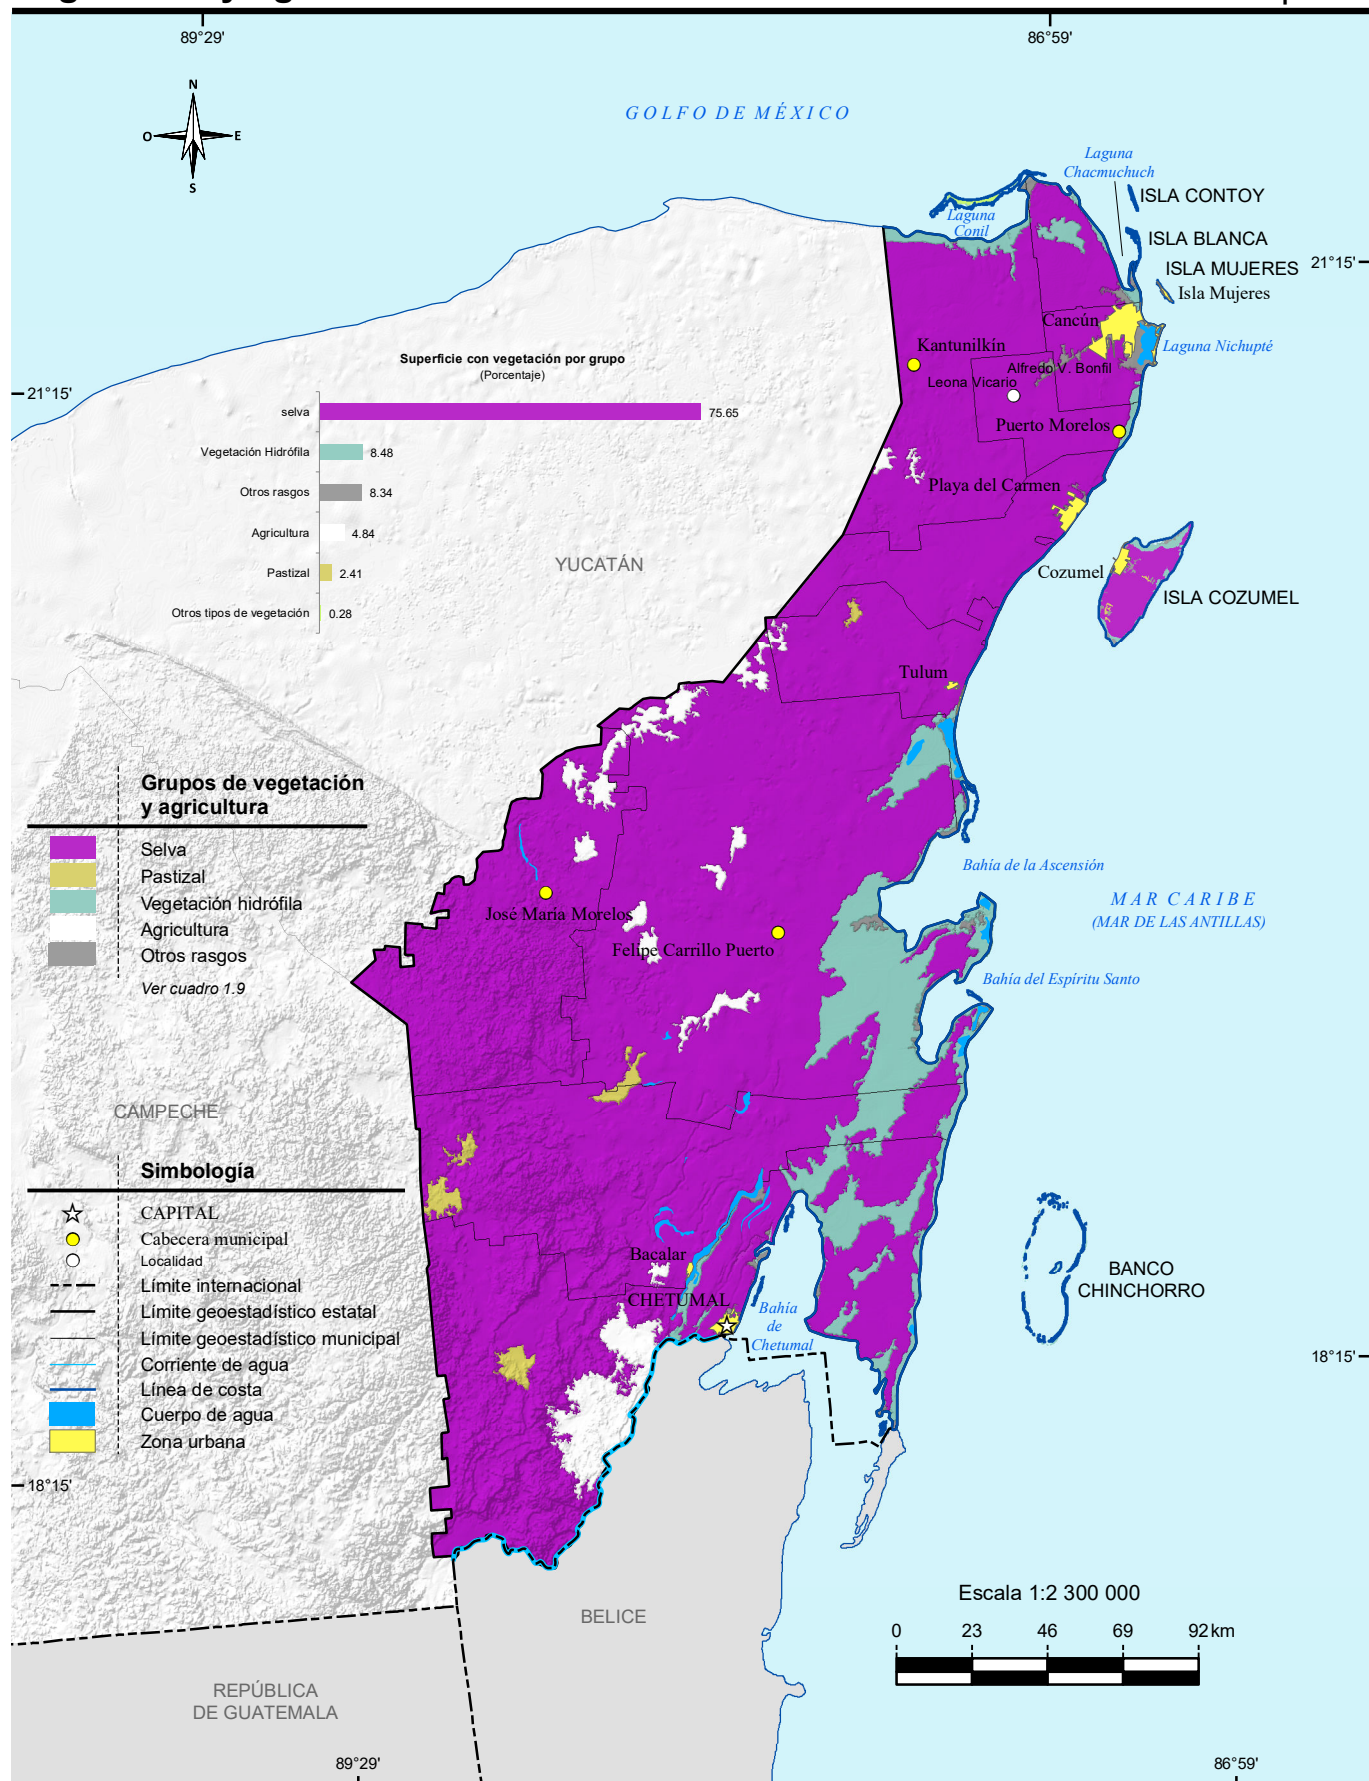 89°29'
86°59'
N
O
E
S
GOLFO DE MÉXICO
Laguna
Chacmuchuch
ISLA CONTOY
Laguna
Conil
ISLA BLANCA
21°15'
ISLA MUJERES
Isla Mujeres
Cancún
Laguna Nichupté
Kantunilkín
Alfredo V. Bonfil
Leona Vicario
Puerto Morelos
Playa del Carmen
Cozumel
ISLA COZUMEL
21°15'
Superficie con vegetación por grupo
(Porcentaje)
selva
75.65
Vegetación Hidrófila
8.48
Otros rasgos
8.34
Agricultura
4.84
Pastizal
2.41
Otros tipos de vegetación
0.28
YUCATÁN
Tulum
Grupos de vegetación
y agricultura
Selva
Pastizal
Vegetación hidrófila
Agricultura
Otros rasgos
Ver cuadro 1.9
Bahía de la Ascensión
MAR CARIBE
(MAR DE LAS ANTILLAS)
José María Morelos
Felipe Carrillo Puerto
Bahía del Espíritu Santo
CAMPECHE
Simbología
CAPITAL
Cabecera municipal
Localidad
Límite internacional
Límite geoestadístico estatal
Límite geoestadístico municipal
Corriente de agua
Línea de costa
Cuerpo de agua
Zona urbana
Bacalar
CHETUMAL
Bahía
de
Chetumal
BANCO
CHINCHORRO
18°15'
18°15'
BELICE
REPÚBLICA
DE GUATEMALA
Escala 1:2 300 000
0 23 46 69 92 km
89°29'
86°59'